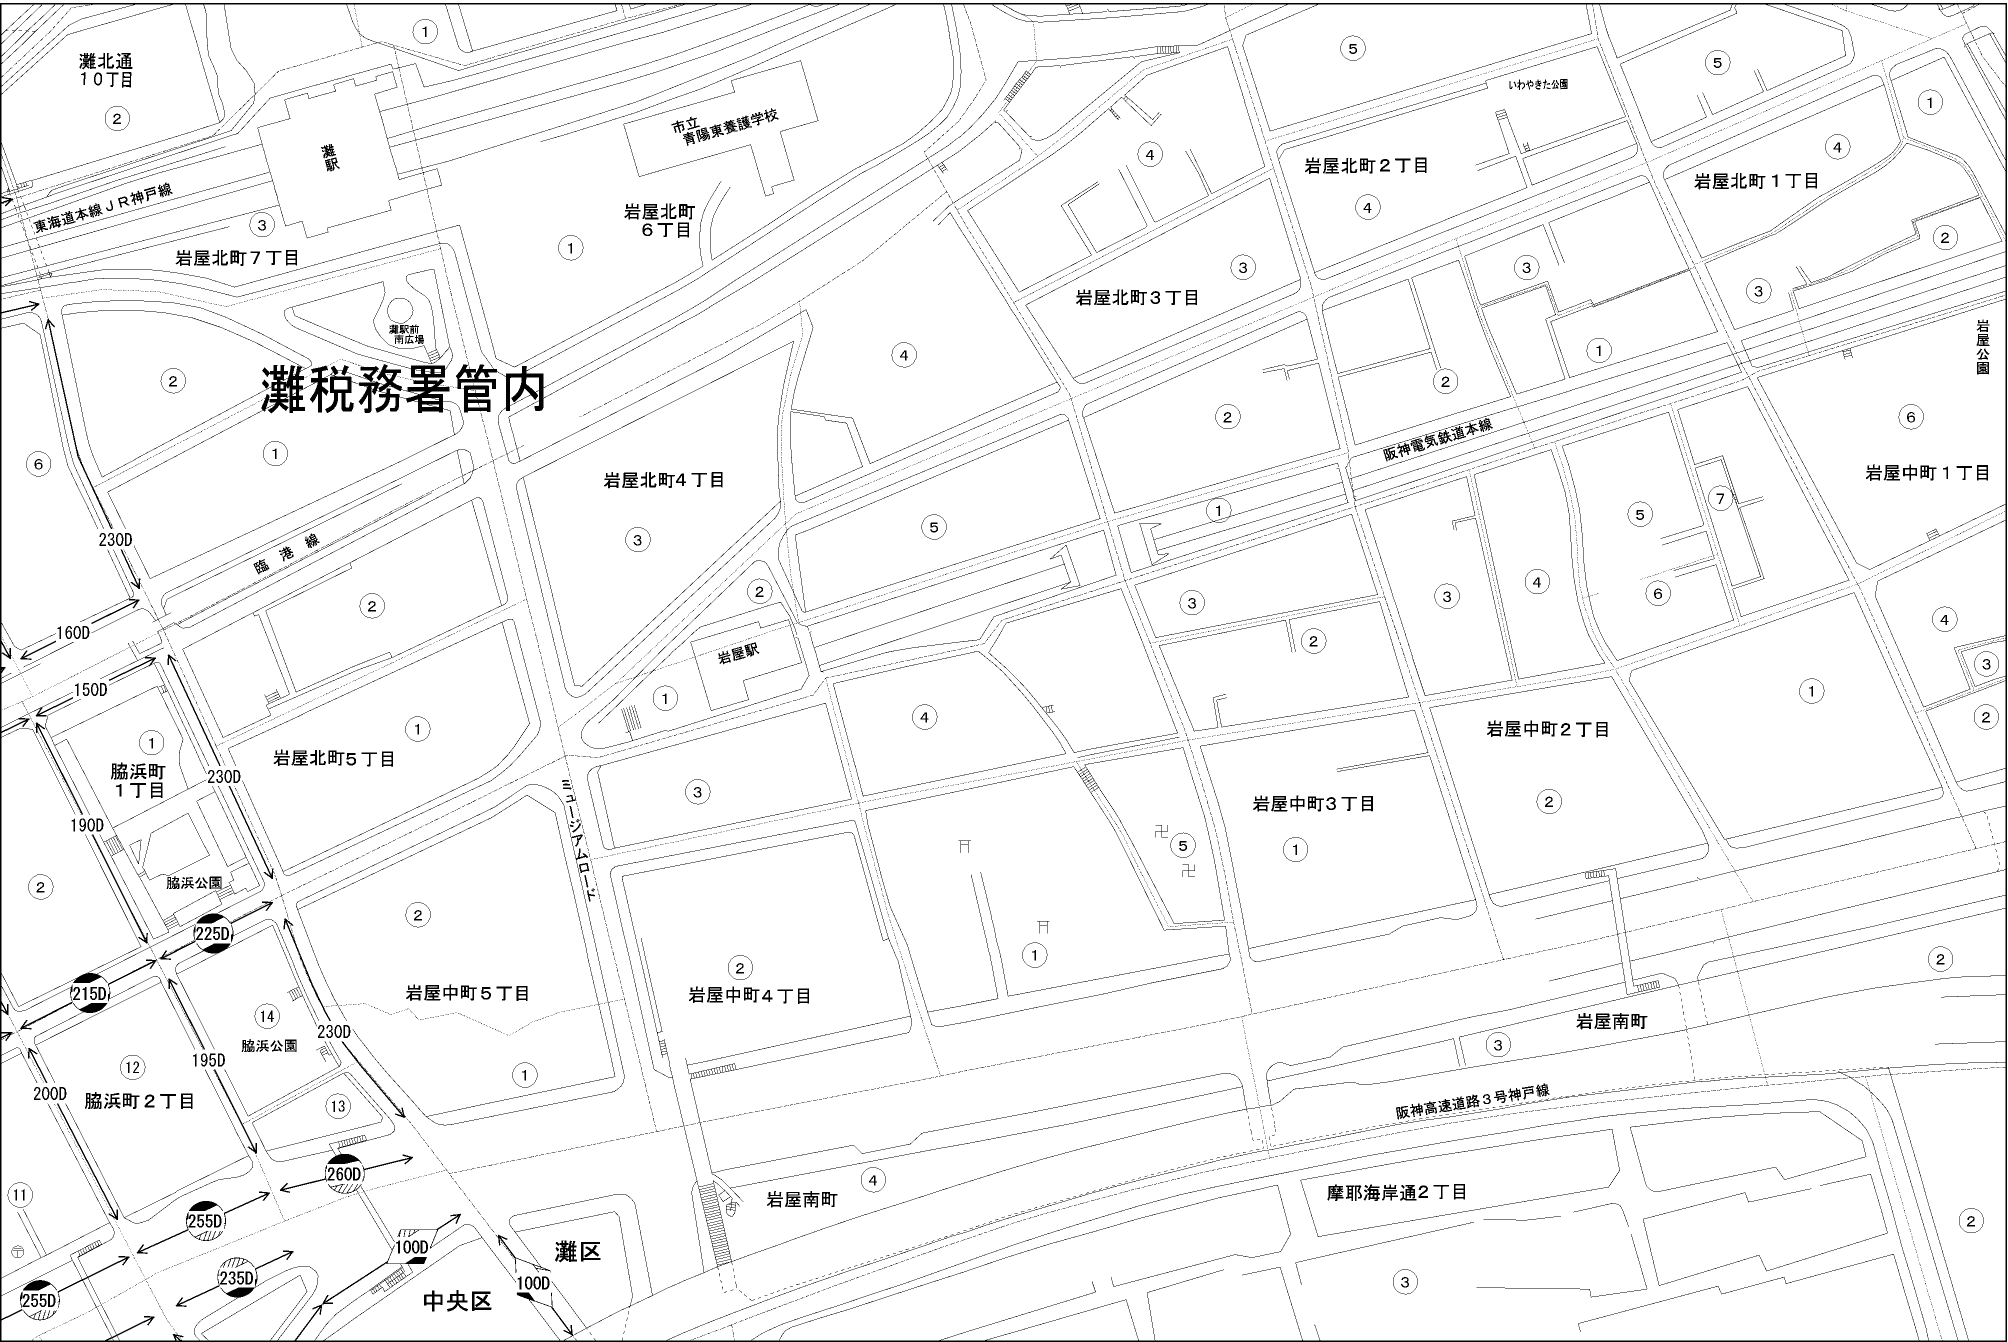 ①
灘北通
１０丁目
②
⑤
⑤
いわやきた公園
①
市立
青陽東養護学校
灘駅
④
④
岩屋北町２丁目
岩屋北町１丁目
④
東海道本線ＪＲ神戸線
③
岩屋北町
６丁目
①
岩屋北町７丁目
②
③
③
③
岩屋北町３丁目
灘駅前
南広場
岩屋公園
④
①
②
②
灘税務署管内
②
⑥
阪神電気鉄道本線
①
⑥
岩屋中町１丁目
岩屋北町４丁目
⑦
⑤
①
⑤
③
230D
臨港線
②
②
③
③
④
⑥
④
160D
②
岩屋駅
③
150D
①
①
①
④
②
岩屋中町２丁目
①
岩屋北町５丁目
脇浜町
１丁目
230D
ミュージアムロード
③
岩屋中町３丁目
②
190D
⑤
①
②
脇浜公園
②
225D
①
②
②
215D
岩屋中町５丁目
岩屋中町４丁目
⑭
脇浜公園
230D
岩屋南町
③
195D
⑫
①
200D
脇浜町２丁目
⑬
阪神高速道路３号神戸線
260D
④
岩屋南町
摩耶海岸通２丁目
⑪
255D
②
100D
灘区
235D
③
100D
255D
中央区